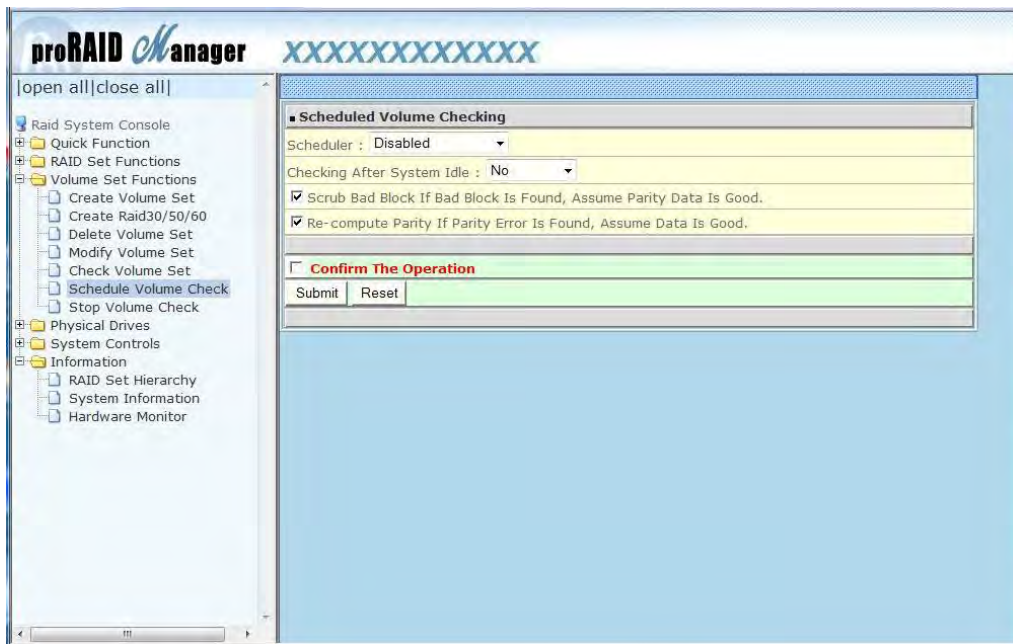 proRAID Manager
XXXXXXXXXXXX
|open all|close all|
Raid System Console
Quick Function
RAID Set Functions
Volume Set Functions
Create Volume Set
Create Raid30/50/60
Delete Volume Set
Modify Volume Set
Check Volume Set
Schedule Volume Check
Stop Volume Check
Physical Drives
System Controls
Information
RAID Set Hierarchy
System Information
Hardware Monitor
Scheduled Volume Checking
Scheduler : Disabled
Checking After System Idle : No
Scrub Bad Block If Bad Block Is Found, Assume Parity Data Is Good.
Re-compute Parity If Parity Error Is Found, Assume Data Is Good.
Confirm The Operation
Submit Reset